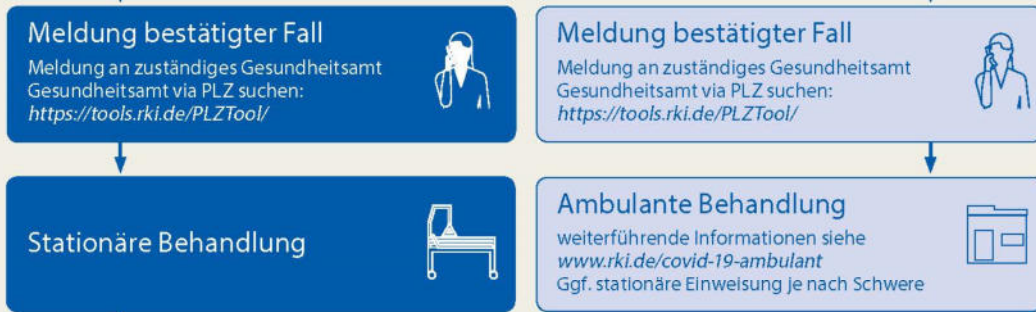 Meldung bestätigter Fall
Meldung an zuständiges Gesundheitsamt
Gesundheitsamt via PLZ suchen:
https://tools.rki.de/PLZTool/
Meldung bestätigter Fall
Meldung an zuständiges Gesundheitsamt
Gesundheitsamt via PLZ suchen:
https://tools.rki.de/PLZTool/
Stationäre Behandlung
Ambulante Behandlung
weiterführende Informationen siehe
www.rki.de/covid-19-ambulant
Ggf. stationäre Einweisung je nach Schwere